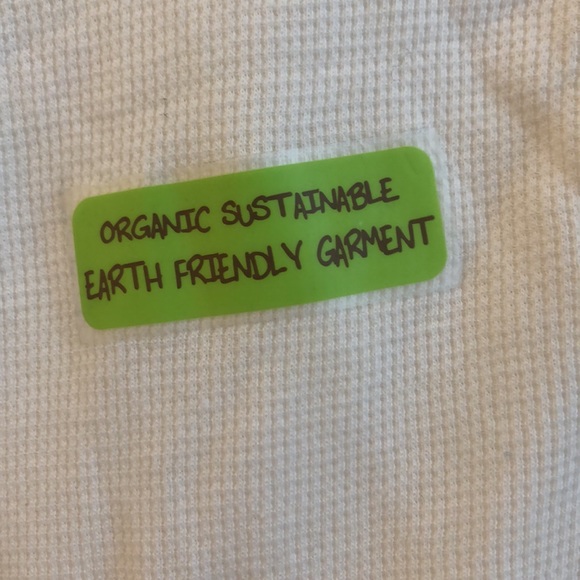 ORGANIC SUSTAINABLE
EARTH FRIENDLY GARMENT